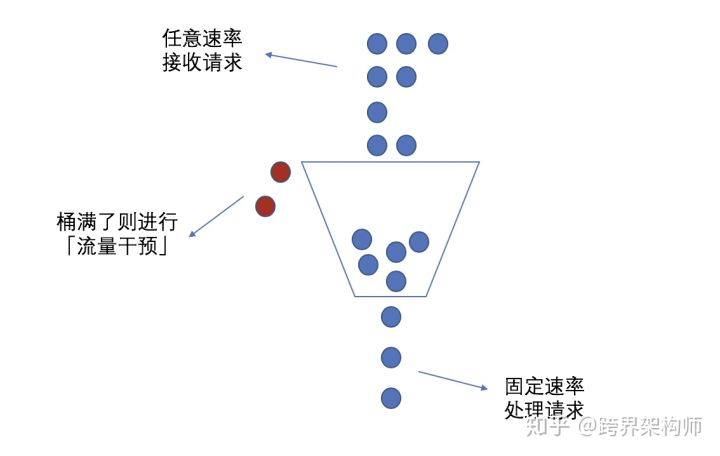 任意速率
接收请求
桶满了则进行
「流量干预」
固定速率
处理请求
知乎 @跨界架构师